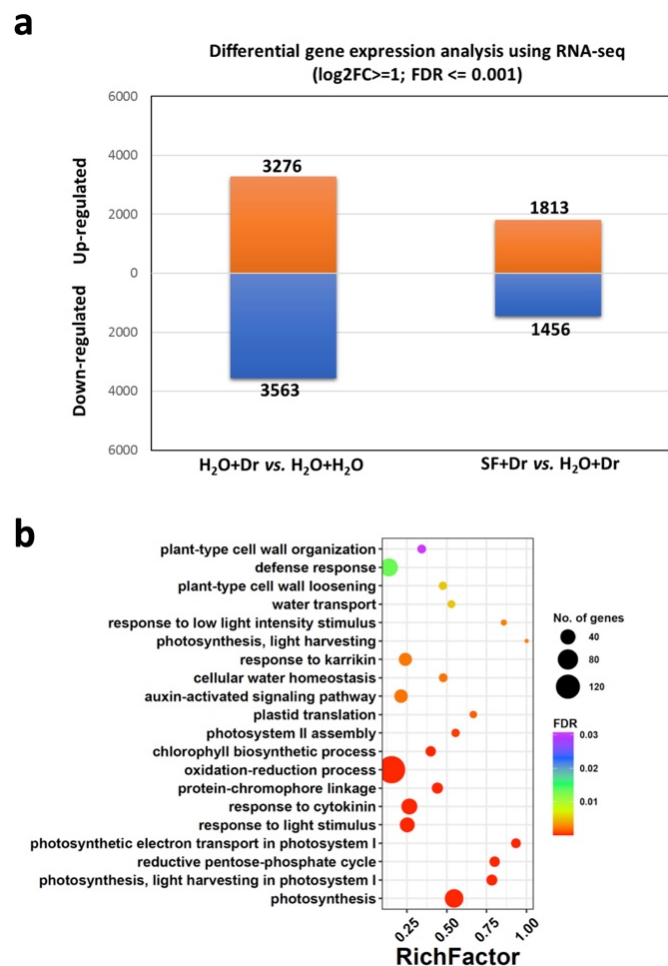 a
Differential gene expression analysis using RNA-seq
(log2FC>=1; FDR <= 0.001)
6000
4000
2000
0
2000
4000
6000
Up-regulated
Down-regulated
3276
3563
1813
1456
H₂O+Dr vs. H₂O+H₂O
SF+Dr vs. H₂O+Dr
b
plant-type cell wall organization
defense response
plant-type cell wall loosening
water transport
response to low light intensity stimulus
photosynthesis, light harvesting
response to karrikin
cellular water homeostasis
auxin-activated signaling pathway
plastid translation
photosystem II assembly
chlorophyll biosynthetic process
oxidation-reduction process
protein-chromophore linkage
response to cytokinin
response to light stimulus
photosynthetic electron transport in photosystem I
reductive pentose-phosphate cycle
photosynthesis, light harvesting in photosystem I
photosynthesis
0.25
0.50
0.75
1.00
RichFactor
No. of genes
40
80
120
FDR
0.03
0.02
0.01